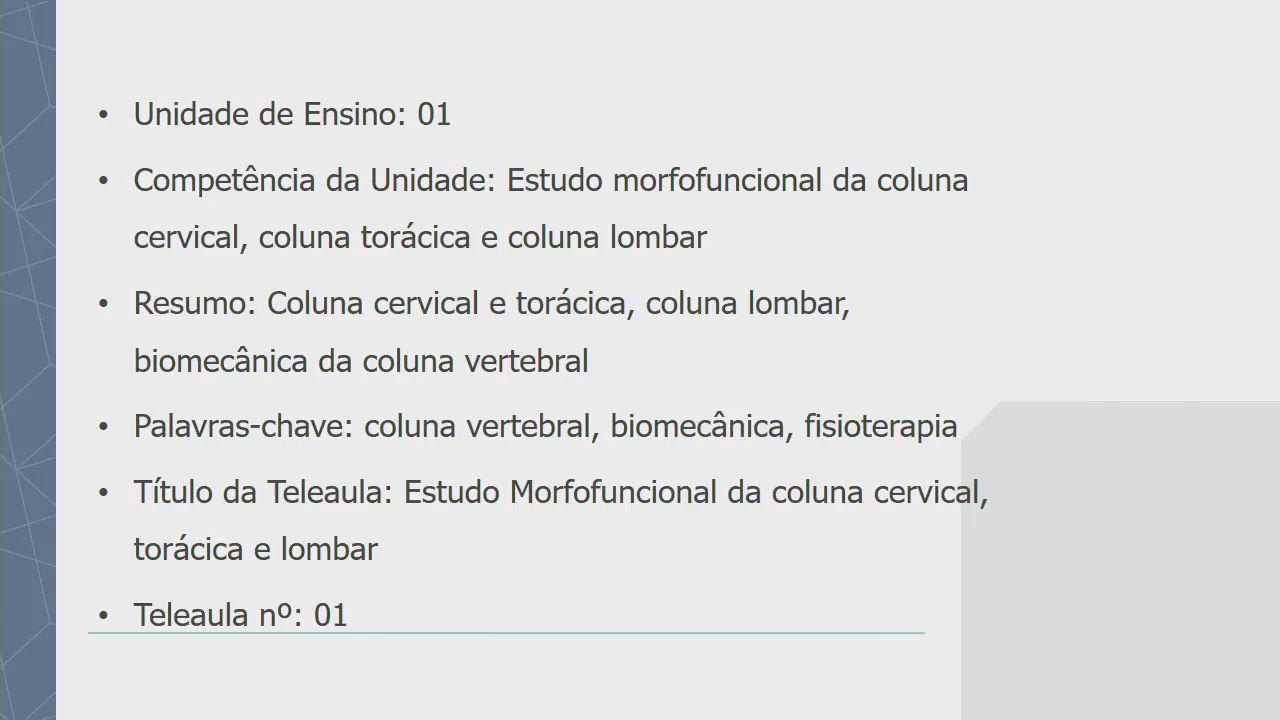 • Unidade de Ensino: 01
• Competência da Unidade: Estudo morfofuncional da coluna
cervical, coluna torácica e coluna lombar
• Resumo: Coluna cervical e torácica, coluna lombar,
biomecânica da coluna vertebral
• Palavras-chave: coluna vertebral, biomecânica, fisioterapia
• Título da Teleaula: Estudo Morfofuncional da coluna cervical,
torácica e lombar
• Teleaula nº: 01